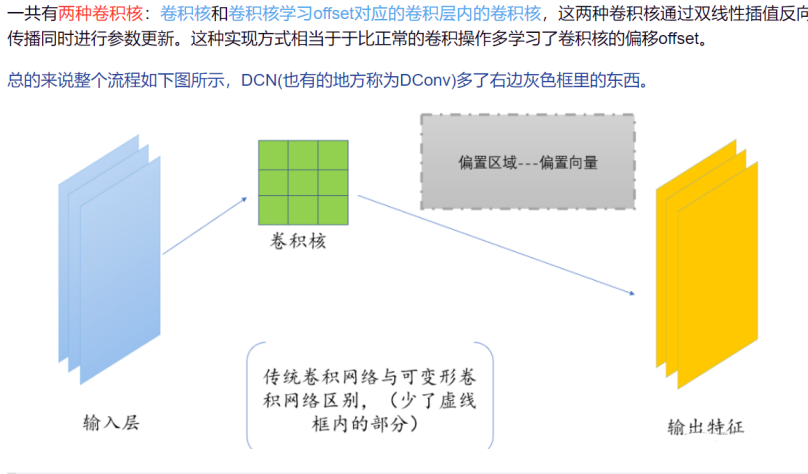 一共有两种卷积核：卷积核和卷积核学习offset对应的卷积层内的卷积核，这两种卷积核通过双线性插值反向
传播同时进行参数更新。这种实现方式相当于于比正常的卷积操作多学习了卷积核的偏移offset。
总的来说整个流程如下图所示，DCN(也有的地方称为DConv)多了右边灰色框里的东西。
偏置区域---偏置向量
卷积核
传统卷积网络与可变形卷
积网络区别，（少了虚线
框内的部分）
输入层
输出特征